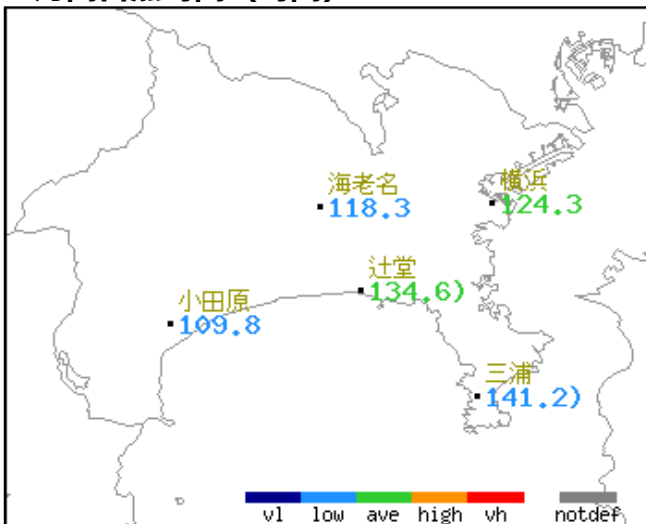 海老名
118.3
横浜
124.3
辻堂
134.6)
小田原
109.8
三浦
141.2)
vl low ave high vh notdef